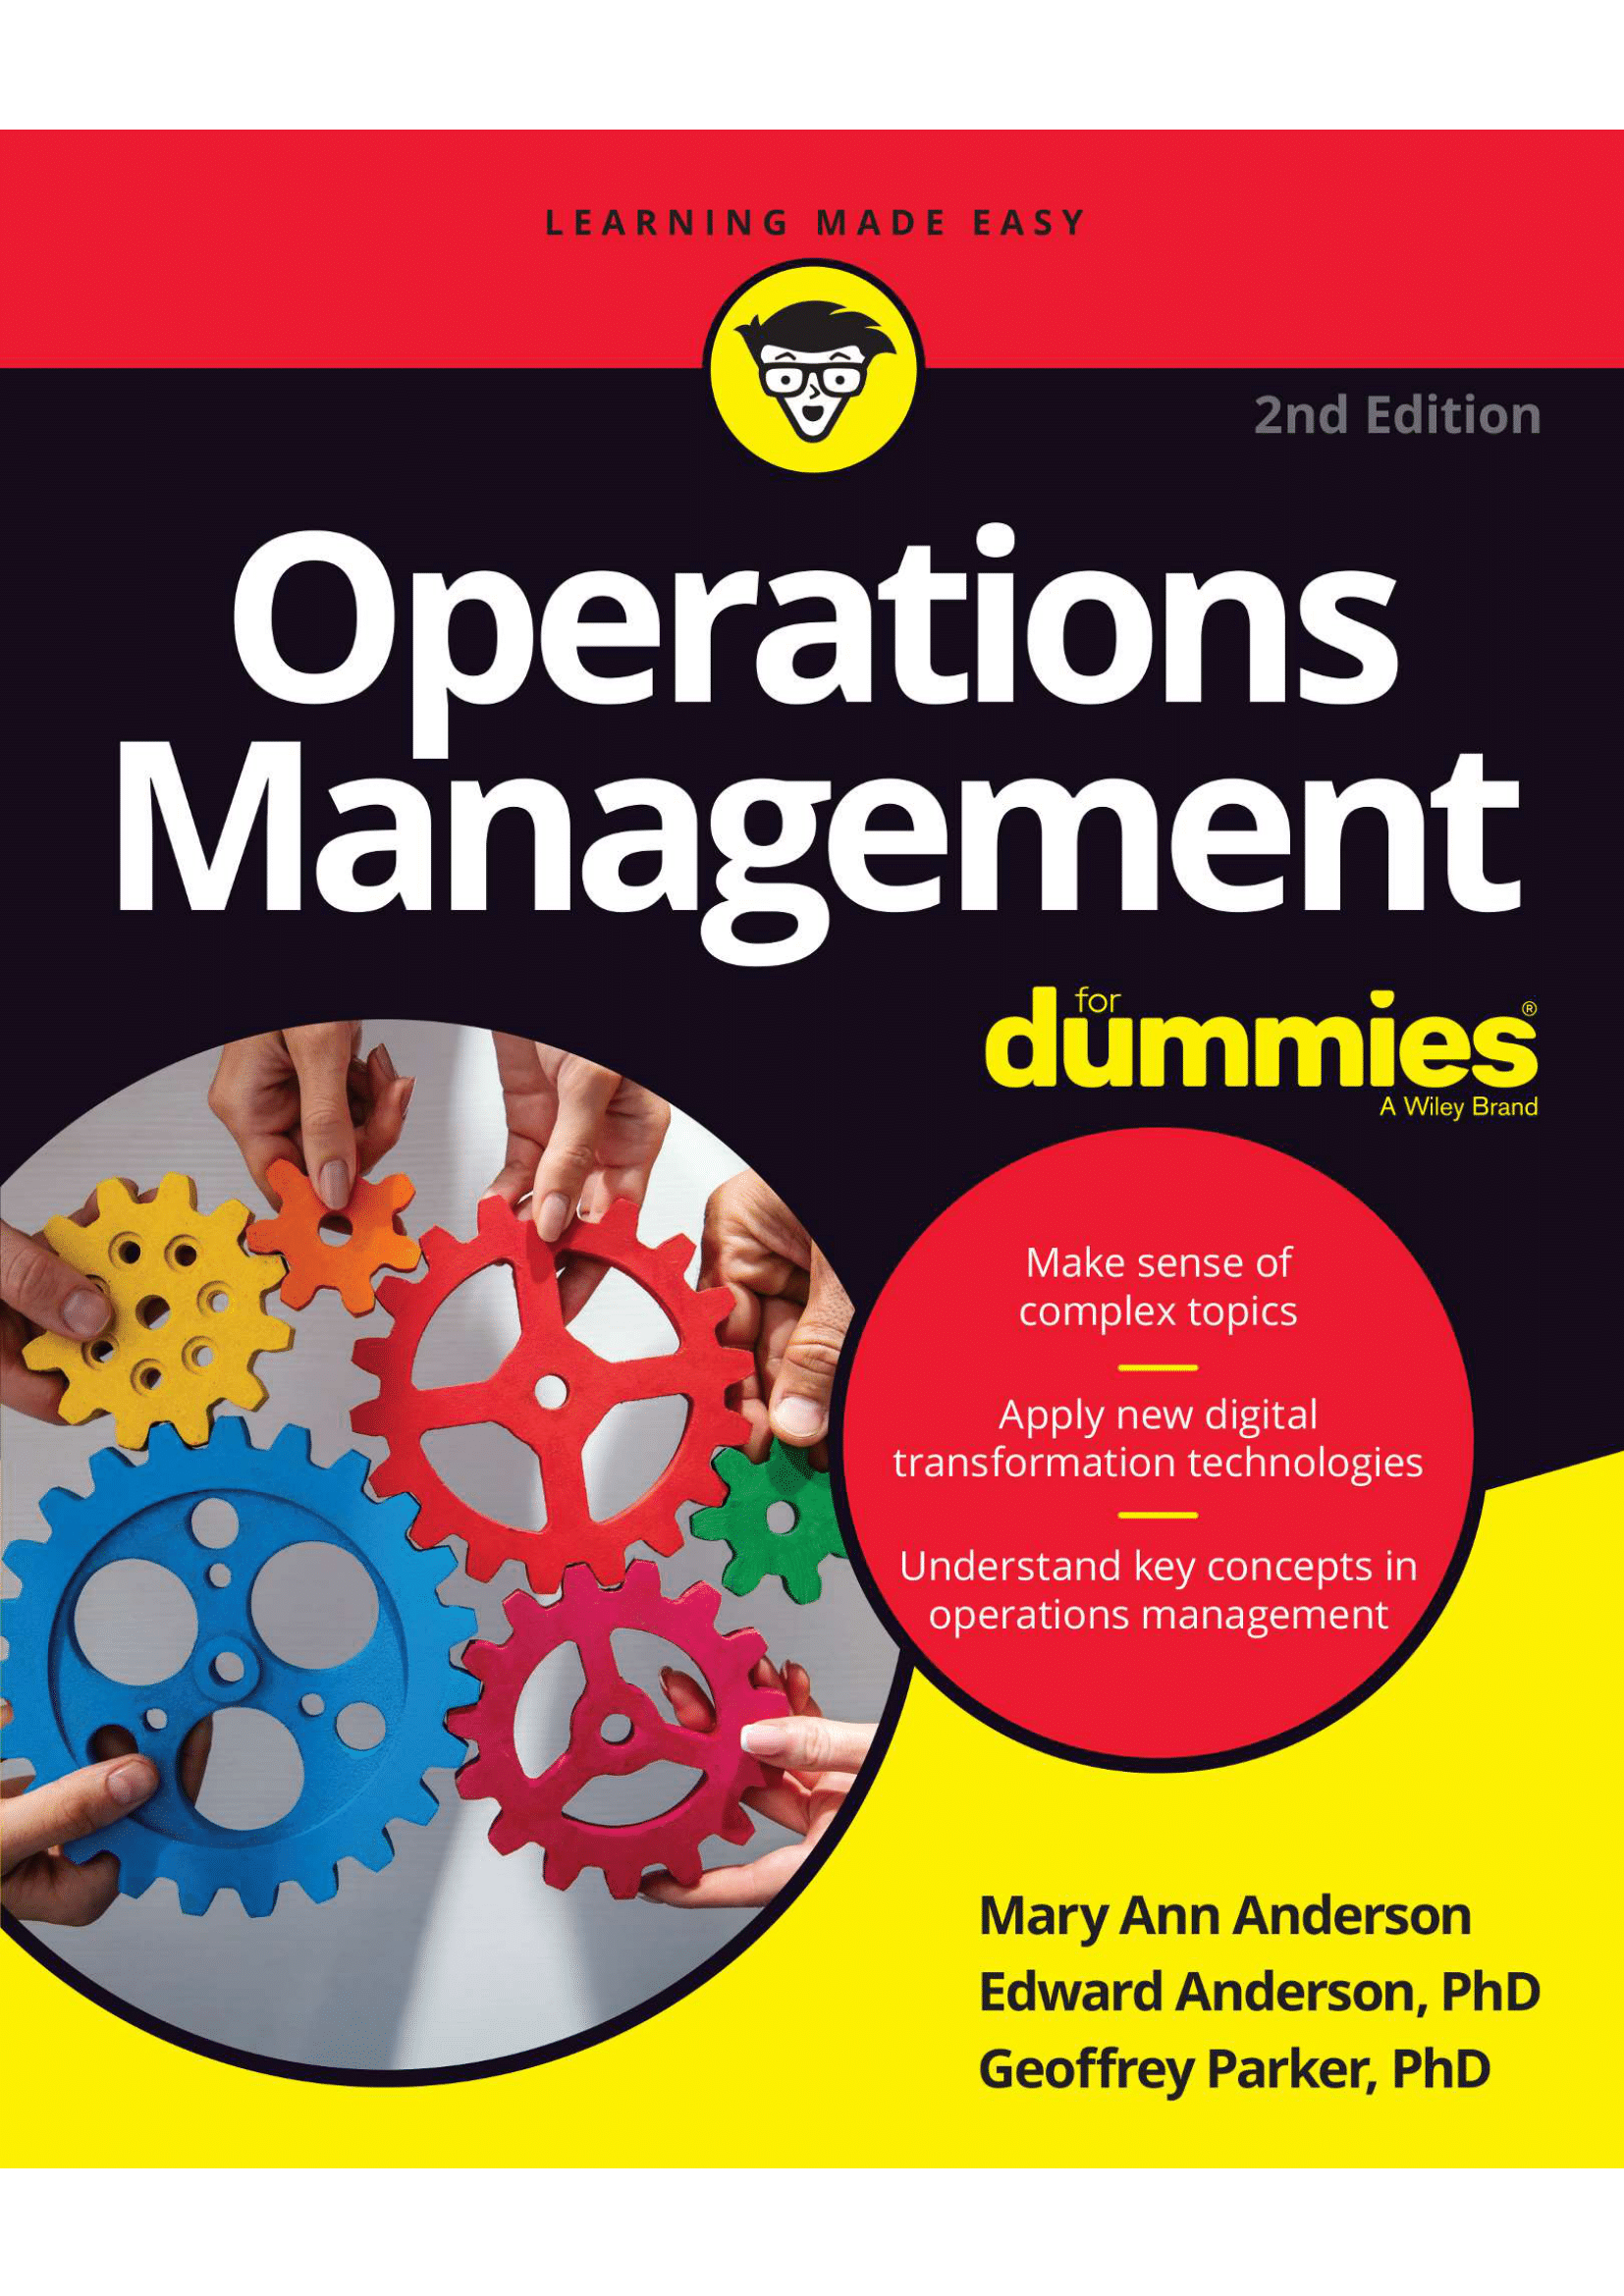 LEARNING MADE EASY
2nd Edition
Operations
Management
for
dummies®
A Wiley Brand
Make sense of
complex topics
Apply new digital
transformation technologies
Understand key concepts in
operations management
Mary Ann Anderson
Edward Anderson, PhD
Geoffrey Parker, PhD